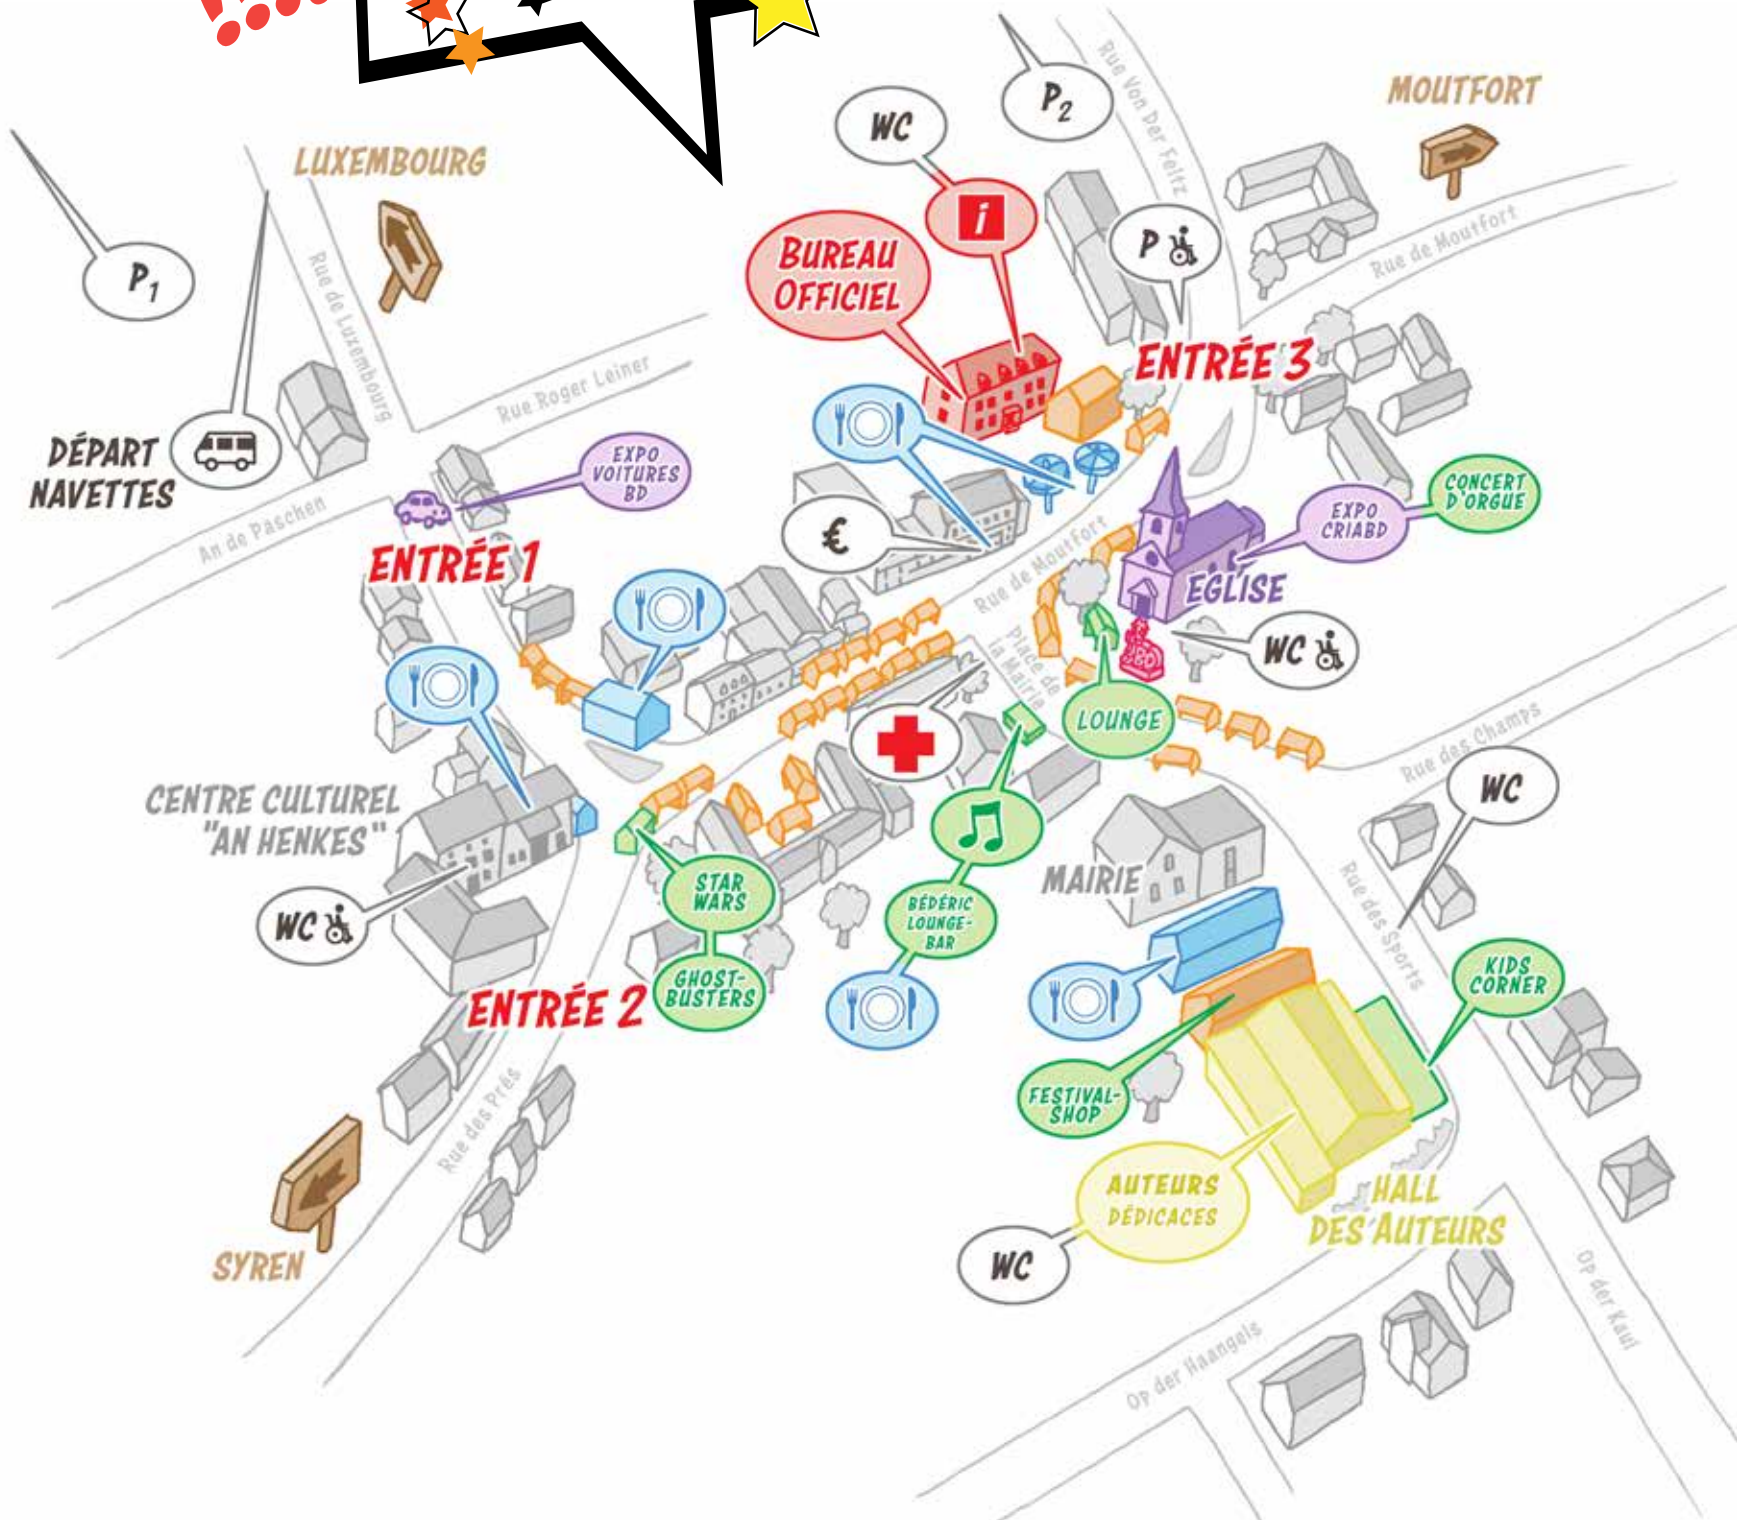 P2
MOUTFORT
WC
LUXEMBOURG
Rue Von Der Feltz
i
P
BUREAU
OFFICIEL
Rue de Moutfort
P1
Rue de Luxembourg
ENTRÉE 3
Rue Roger Leiner
DÉPART
NAVETTES
EXPO
VOITURES
BD
CONCERT
D'ORGUE
EXPO
CRIABD
An de Päschen
€
ENTRÉE 1
Rue de Moutfort
EGLISE
WC
Place de
la Mairie
BD
LOUNGE
Rue des Champs
CENTRE CULTUREL
"AN HENKES"
WC
MAIRIE
STAR
WARS
BÉDÉRIC
LOUNGE-
BAR
WC
Rue des Sports
GHOST-
BUSTERS
KIDS
CORNER
ENTRÉE 2
FESTIVAL-
SHOP
Rue des Prés
AUTEURS
DÉDICACES
HALL
DES AUTEURS
SYREN
WC
Op der Kaul
Op der Haangels